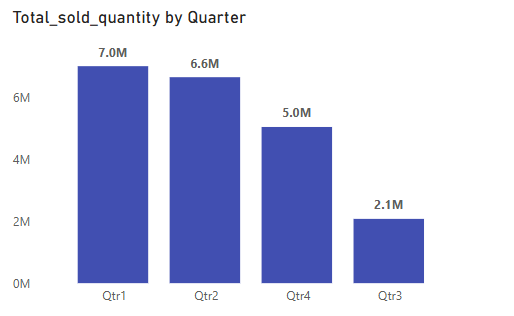 Total_sold_quantity by Quarter
7.0M
6.6M
5.0M
2.1M
6M
4M
2M
0M
Qtr1 Qtr2 Qtr4 Qtr3